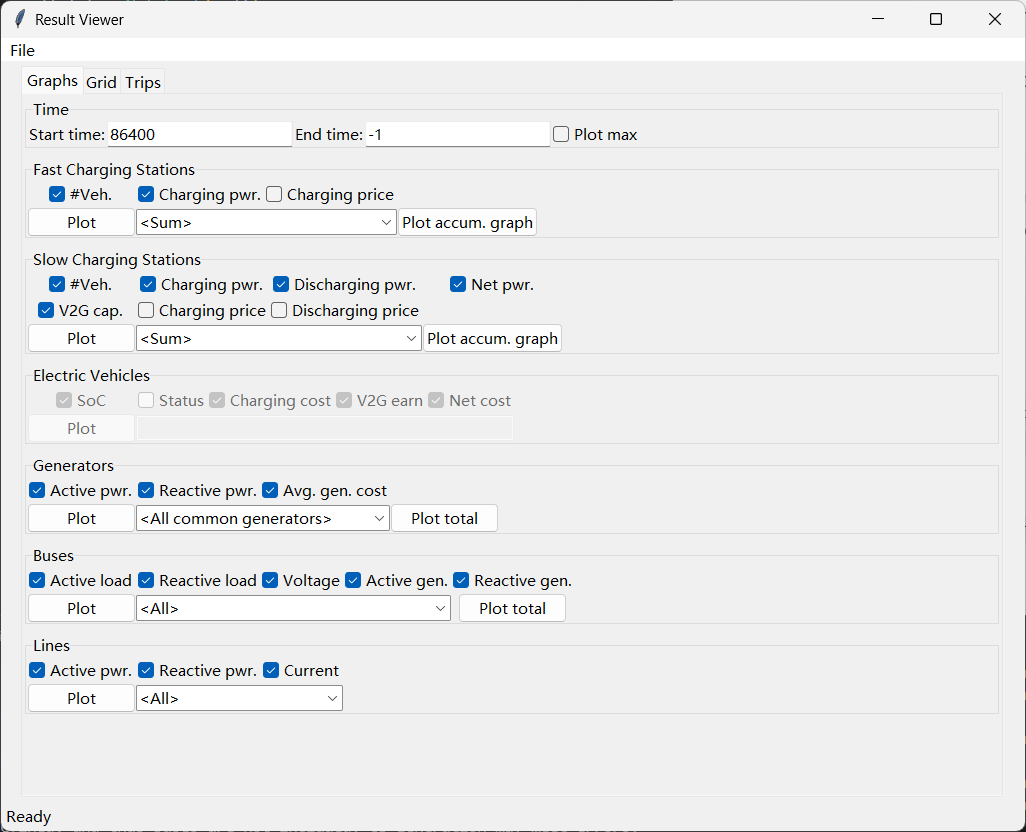 Result Viewer
File
Graphs Grid Trips
Time
Start time: 86400 End time: -1 Plot max
Fast Charging Stations
#Veh. Charging pwr. Charging price
Plot <Sum> Plot accum. graph
Slow Charging Stations
#Veh. Charging pwr. Discharging pwr. Net pwr.
V2G cap. Charging price Discharging price
Plot <Sum> Plot accum. graph
Electric Vehicles
SoC Status Charging cost V2G earn Net cost
Plot
Generators
Active pwr. Reactive pwr. Avg. gen. cost
Plot <All common generators> Plot total
Buses
Active load Reactive load Voltage Active gen. Reactive gen.
Plot <All> Plot total
Lines
Active pwr. Reactive pwr. Current
Plot <All>
Ready